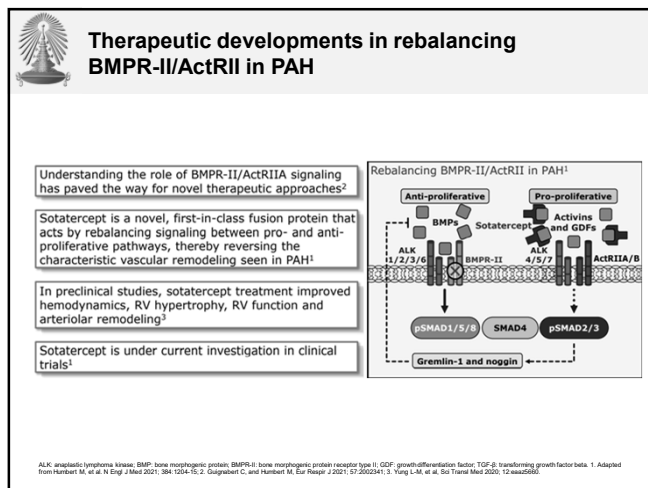 Therapeutic developments in rebalancing
BMPR-II/ActRII in PAH
Understanding the role of BMPR-II/ActRIIA signaling
has paved the way for novel therapeutic approaches2
Sotatercept is a novel, first-in-class fusion protein that
acts by rebalancing signaling between pro- and anti-
proliferative pathways, thereby reversing the
characteristic vascular remodeling seen in PAH1
In preclinical studies, sotatercept treatment improved
hemodynamics, RV hypertrophy, RV function and
arteriolar remodeling3
Sotatercept is under current investigation in clinical
trials1
Rebalancing BMPR-II/ActRII in PAH1
Anti-proliferative
Pro-proliferative
BMPs
Sotatercept
Activins
and GDFs
ALK
1/2/3/6
BMPR-II
ALK
4/5/7
ActRIIA/B
pSMAD1/5/8
SMAD4
pSMAD2/3
Gremlin-1 and noggin
ALK: anaplastic lymphoma kinase; BMP: bone morphogenic protein; BMPR-II: bone morphogenic protein receptor type II; GDF: growth differentiation factor; TGF-β: transforming growth factor beta. 1. Adapted
from Humbert M, et al. N Engl J Med 2021; 384:1204-15; 2. Guignabert C, and Humbert M, Eur Respir J 2021; 57:2002341; 3. Yung L-M, et al, Sci Transl Med 2020; 12:eaaz5660.